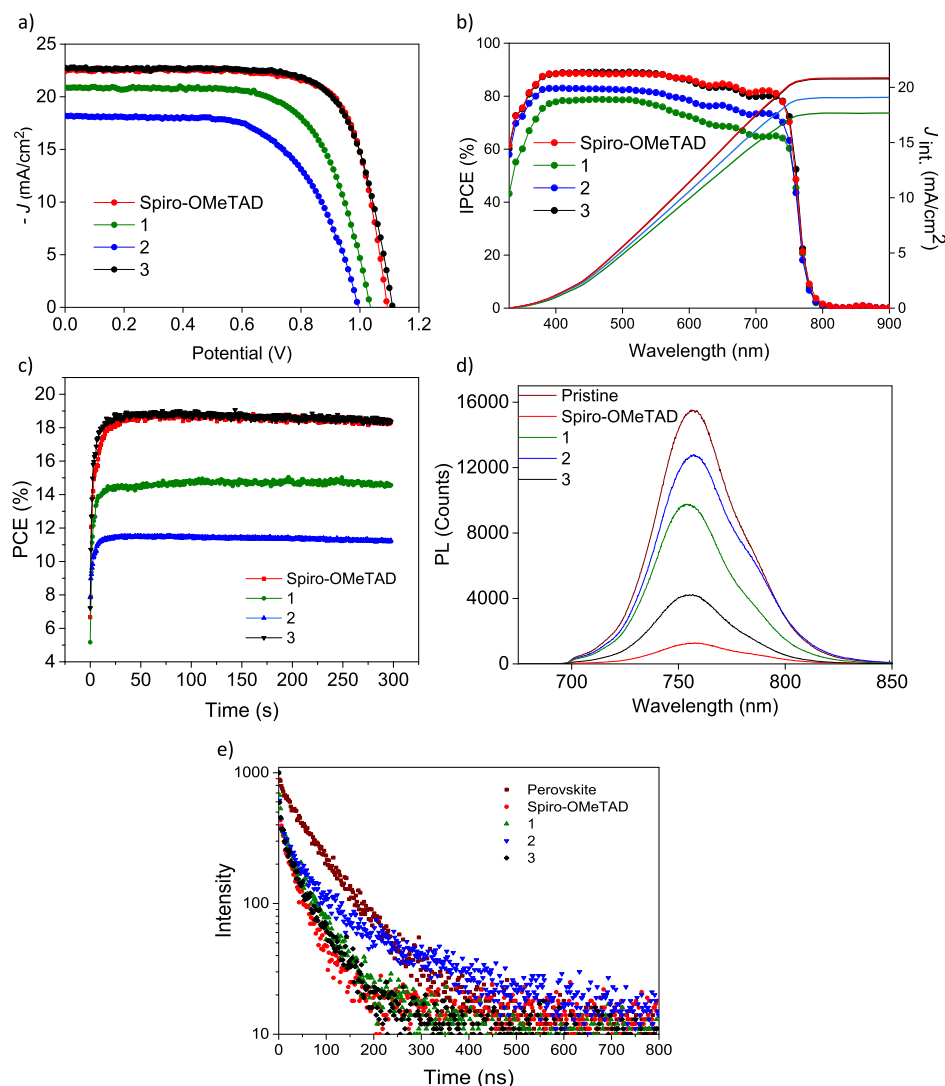 a)
25
20
15
10
5
0
- J (mA/cm²)
Spiro-OMeTAD
1
2
3
0.0 0.2 0.4 0.6 0.8 1.0 1.2
Potential (V)
b)
100
80
60
40
20
0
IPCE (%)
Spiro-OMeTAD
1
2
3
20
15
10
5
0
J int. (mA/cm²)
400 500 600 700 800 900
Wavelength (nm)
c)
20
18
16
14
12
10
8
6
4
PCE (%)
Spiro-OMeTAD
1
2
3
0 50 100 150 200 250 300
Time (s)
d)
16000
12000
8000
4000
0
PL (Counts)
Pristine
Spiro-OMeTAD
1
2
3
700 750 800 850
Wavelength (nm)
e)
1000
100
10
Intensity
Perovskite
Spiro-OMeTAD
1
2
3
0 100 200 300 400 500 600 700 800
Time (ns)